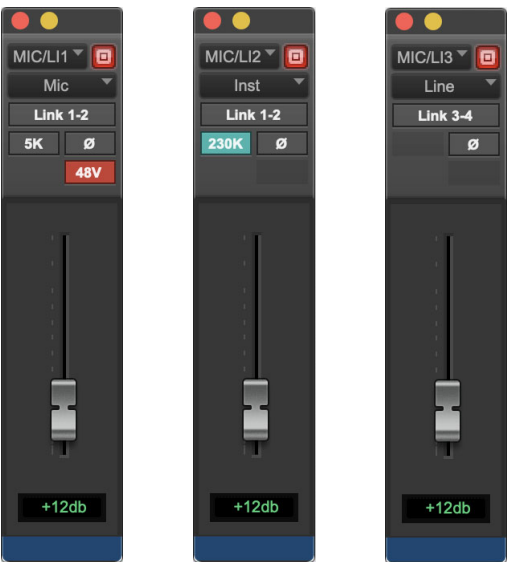 MIC/LI1
Mic
Link 1-2
5K ø
48V
+12db
MIC/LI2
Inst
Link 1-2
230K ø
+12db
MIC/LI3
Line
Link 3-4
ø
+12db